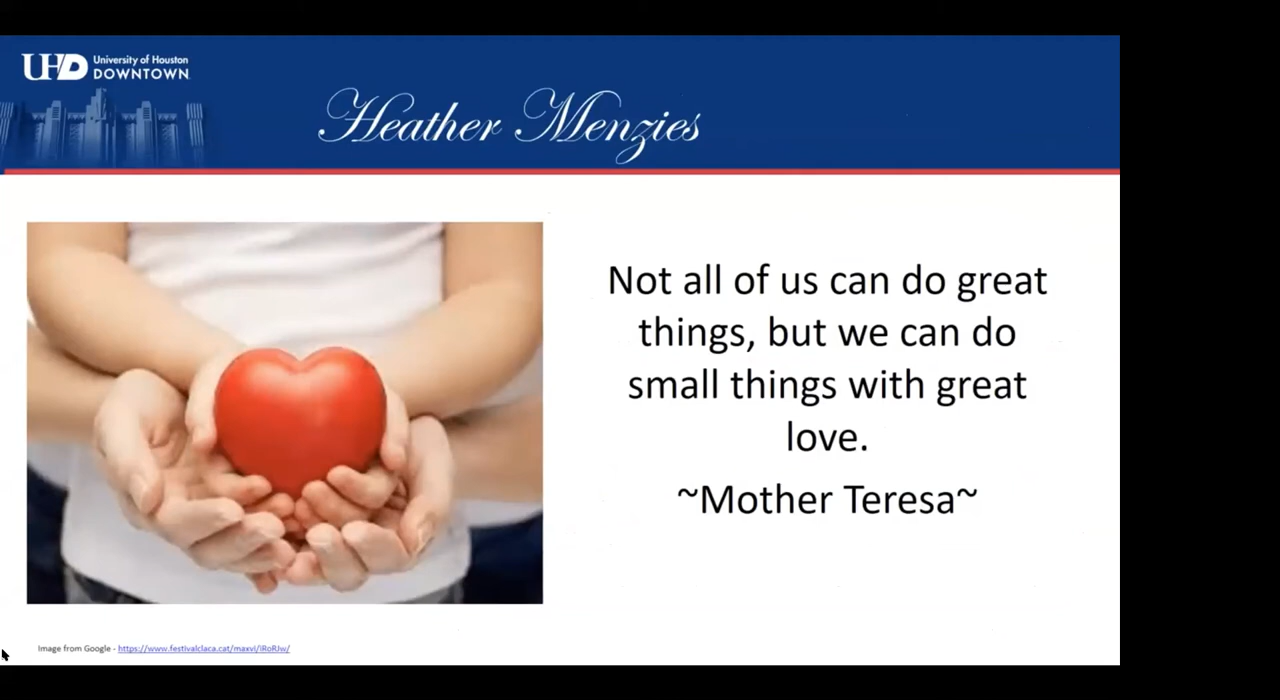 UHD University of Houston
DOWNTOWN
Heather Menzies
Not all of us can do great
things, but we can do
small things with great
love.
~Mother Teresa~
Image from Google - https://www.festivalclaca.cat/maxvi/iRoRJw/